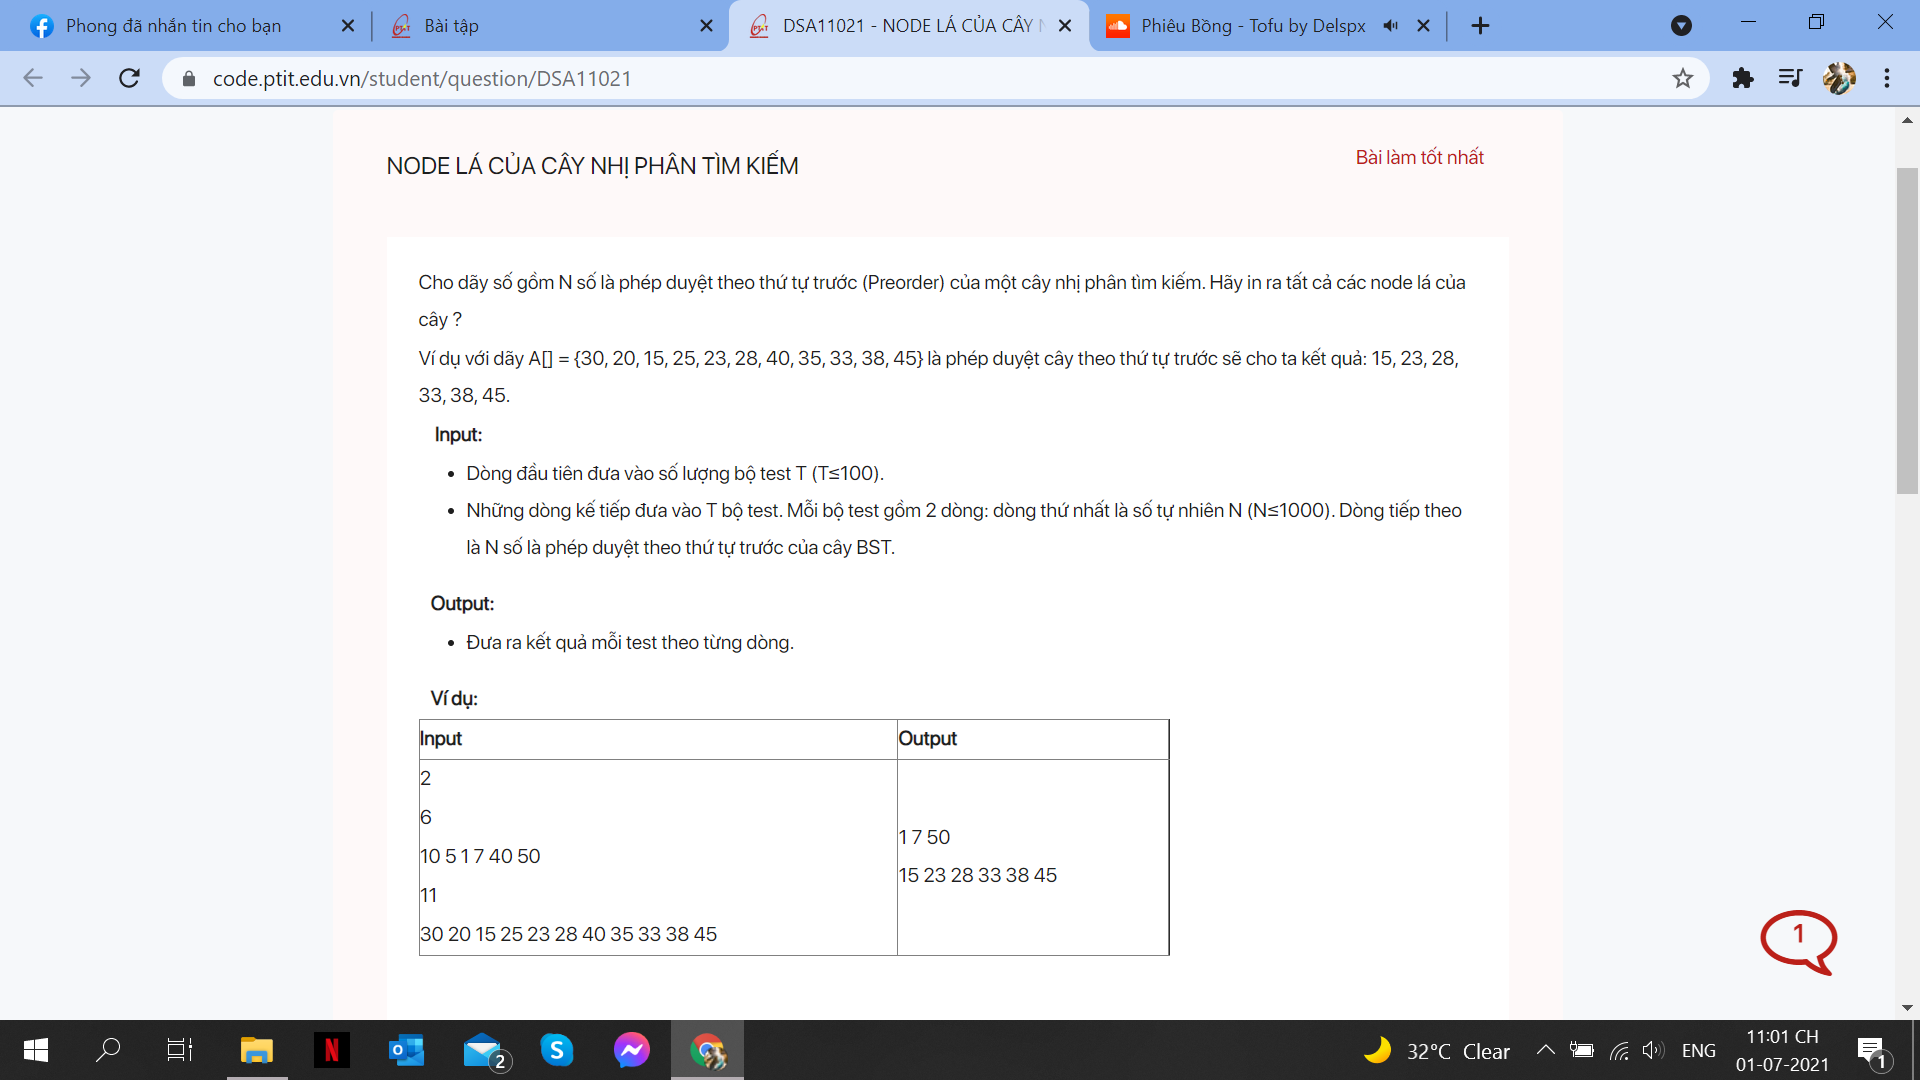 Phong đã nhắn tin cho bạn
Bài tập
DSA11021 - NODE LÁ CỦA CÂY N
Phiêu Bồng - Tofu by Delspx
code.ptit.edu.vn/student/question/DSA11021
NODE LÁ CỦA CÂY NHỊ PHÂN TÌM KIẾM
Bài làm tốt nhất
Cho dãy số gồm N số là phép duyệt theo thứ tự trước (Preorder) của một cây nhị phân tìm kiếm. Hãy in ra tất cả các node lá của
cây ?
Ví dụ với dãy A[] = {30, 20, 15, 25, 23, 28, 40, 35, 33, 38, 45} là phép duyệt cây theo thứ tự trước sẽ cho ta kết quả: 15, 23, 28,
33, 38, 45.
Input:
• Dòng đầu tiên đưa vào số lượng bộ test T (T≤100).
• Những dòng kế tiếp đưa vào T bộ test. Mỗi bộ test gồm 2 dòng: dòng thứ nhất là số tự nhiên N (N≤1000). Dòng tiếp theo
là N số là phép duyệt theo thứ tự trước của cây BST.
Output:
• Đưa ra kết quả mỗi test theo từng dòng.
Ví dụ:
Input
Output
2
6
10 5 1 7 40 50
11
30 20 15 25 23 28 40 35 33 38 45
1 7 50
15 23 28 33 38 45
1
N
2
S
32°C Clear
ENG
11:01 CH
01-07-2021
1